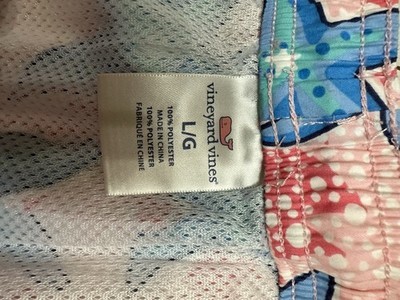 vineyard vines®
L/G
100% POLYESTER
MADE IN CHINA
100% POLYESTER
FABRIQUÉ EN CHINE